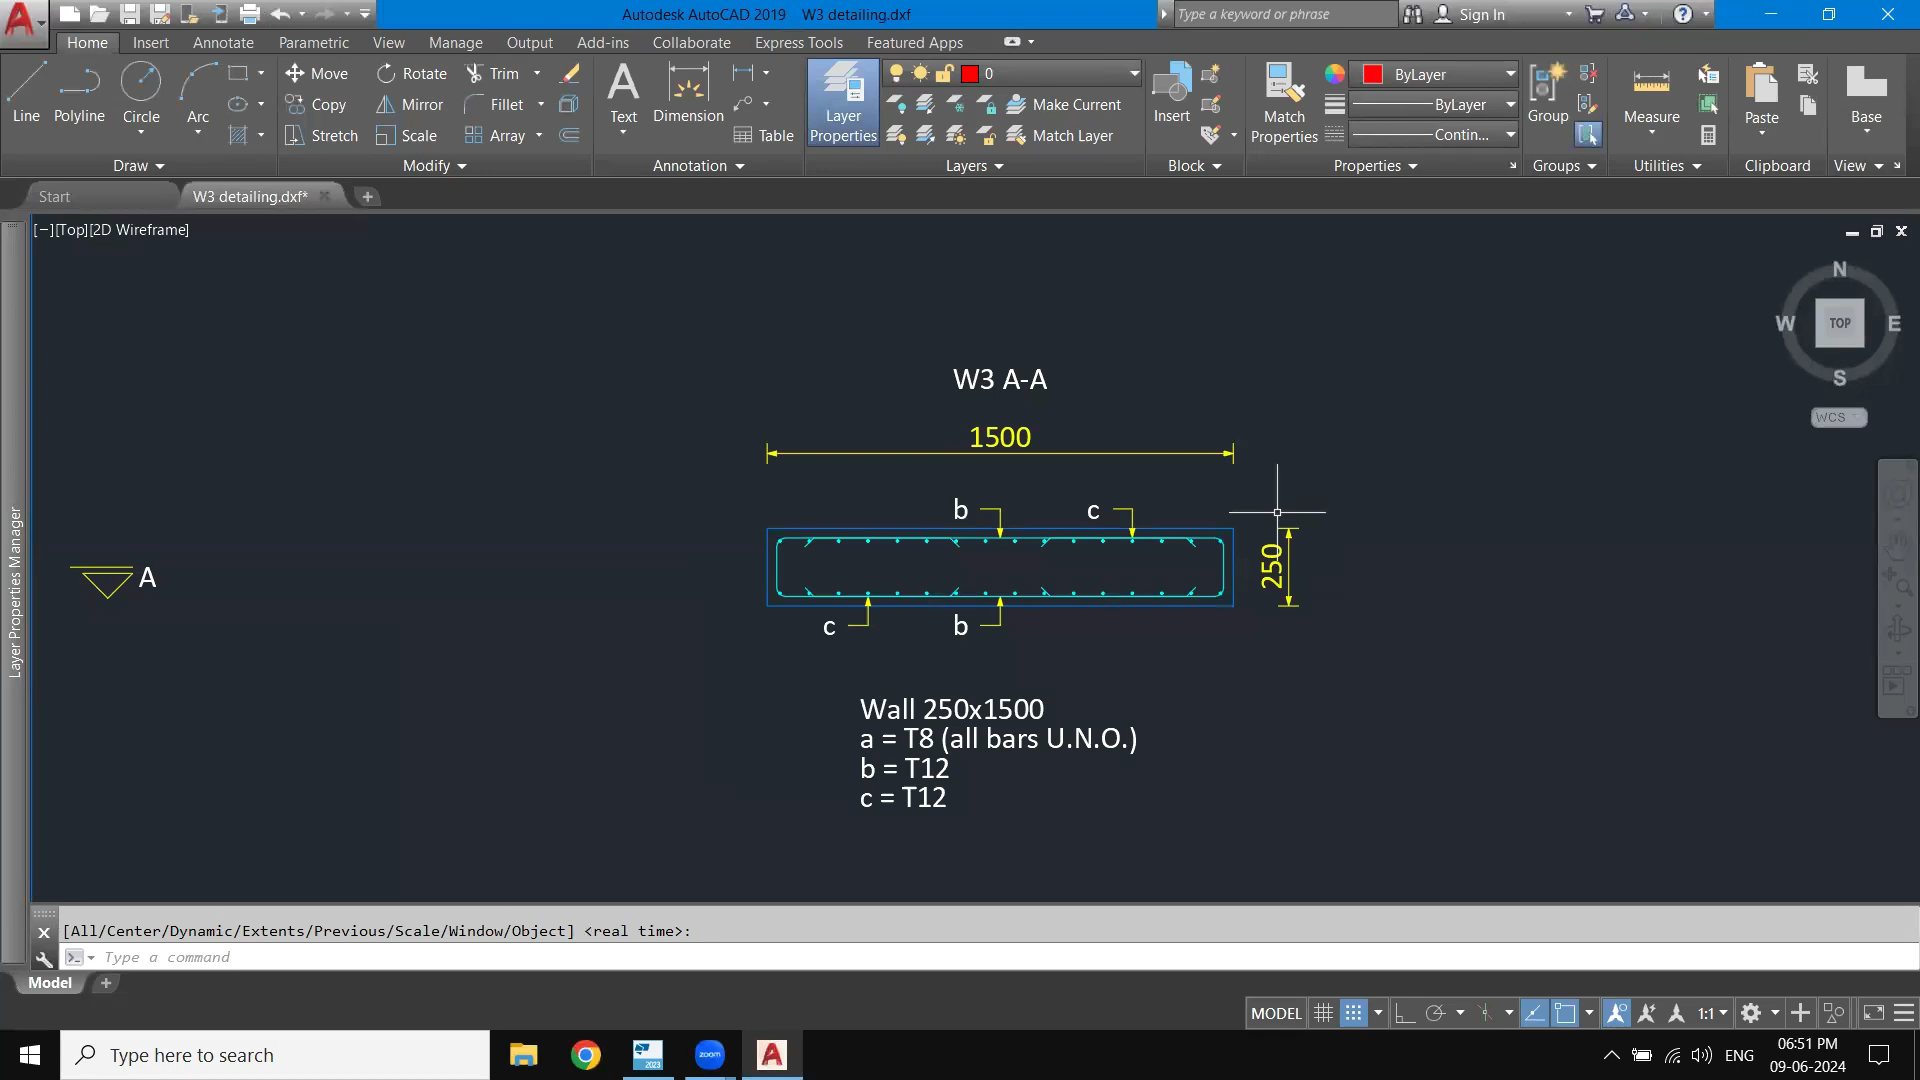 Autodesk AutoCAD 2019 W3 detailing.dxf
Type a keyword or phrase
Sign In
Home Insert Annotate Parametric View Manage Output Add-ins Collaborate Express Tools Featured Apps
Line Polyline Circle Arc
Move Rotate Trim
Copy Mirror Fillet
Stretch Scale Array
Text Dimension Table
Layer Properties
0
Make Current
Match Layer
Insert
Match Properties
ByLayer
ByLayer
Contin...
Group Measure Paste Base
Draw Modify Annotation Layers Block Properties Groups Utilities Clipboard View
Start W3 detailing.dxf*
[−][Top][2D Wireframe]
N
W TOP E
S
WCS
Layer Properties Manager
W3 A-A
1500
b c
250
A
c b
Wall 250x1500
a = T8 (all bars U.N.O.)
b = T12
c = T12
[All/Center/Dynamic/Extents/Previous/Scale/Window/Object] <real time>:
Type a command
Model
MODEL 1:1
Type here to search
2023
zoom
ENG
06:51 PM
09-06-2024